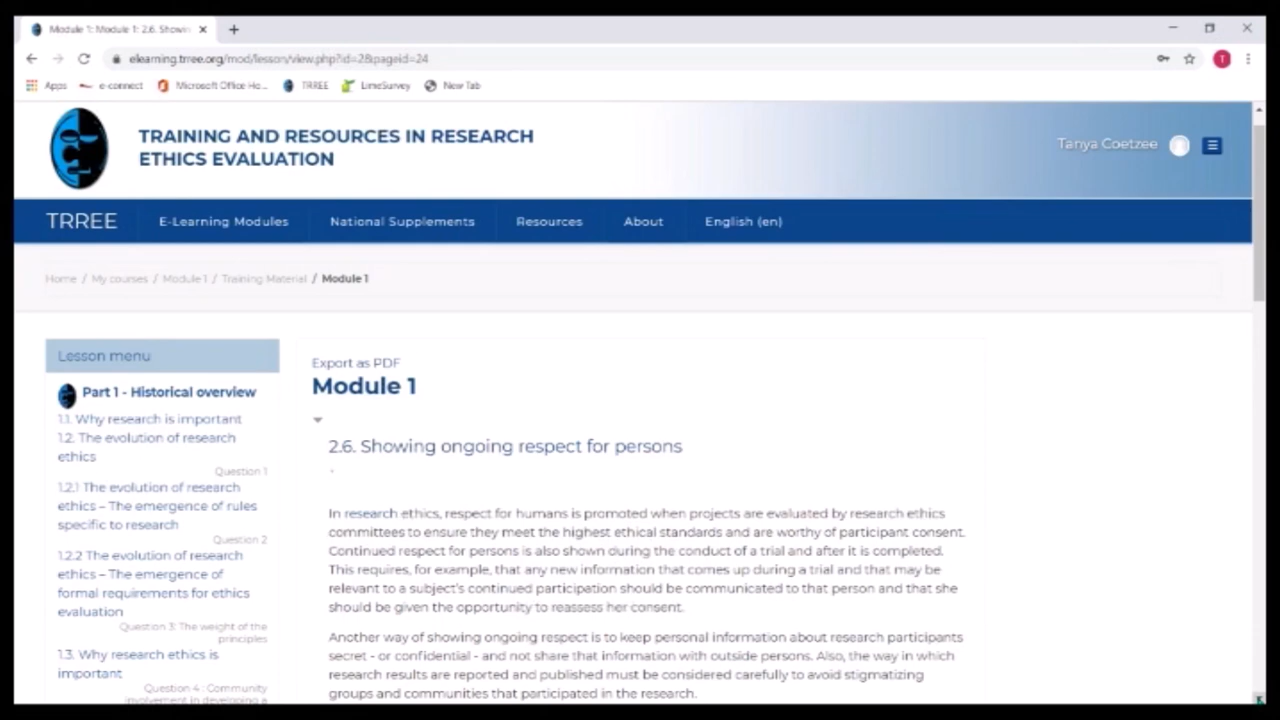 Module 1: Module 1: 2.6. Showin
elearning.trree.org/mod/lesson/view.php?id=28&pageid=24
T
Apps
e-connect
Microsoft Office Ho...
TRREE
LimeSurvey
New Tab
TRAINING AND RESOURCES IN RESEARCH
ETHICS EVALUATION
Tanya Coetzee
TRREE
E-Learning Modules
National Supplements
Resources
About
English (en)
Home / My courses / Module 1 / Training Material / Module 1
Lesson menu
Part 1 - Historical overview
1.1. Why research is important
1.2. The evolution of research
ethics
Question 1
1.2.1 The evolution of research
ethics – The emergence of rules
specific to research
Question 2
1.2.2 The evolution of research
ethics – The emergence of
formal requirements for ethics
evaluation
Question 3: The weight of the
principles
1.3. Why research ethics is
important
Question 4 : Community
involvement in developing a
Export as PDF
Module 1
2.6. Showing ongoing respect for persons
In research ethics, respect for humans is promoted when projects are evaluated by research ethics
committees to ensure they meet the highest ethical standards and are worthy of participant consent.
Continued respect for persons is also shown during the conduct of a trial and after it is completed.
This requires, for example, that any new information that comes up during a trial and that may be
relevant to a subject's continued participation should be communicated to that person and that she
should be given the opportunity to reassess her consent.
Another way of showing ongoing respect is to keep personal information about research participants
secret - or confidential - and not share that information with outside persons. Also, the way in which
research results are reported and published must be considered carefully to avoid stigmatizing
groups and communities that participated in the research.